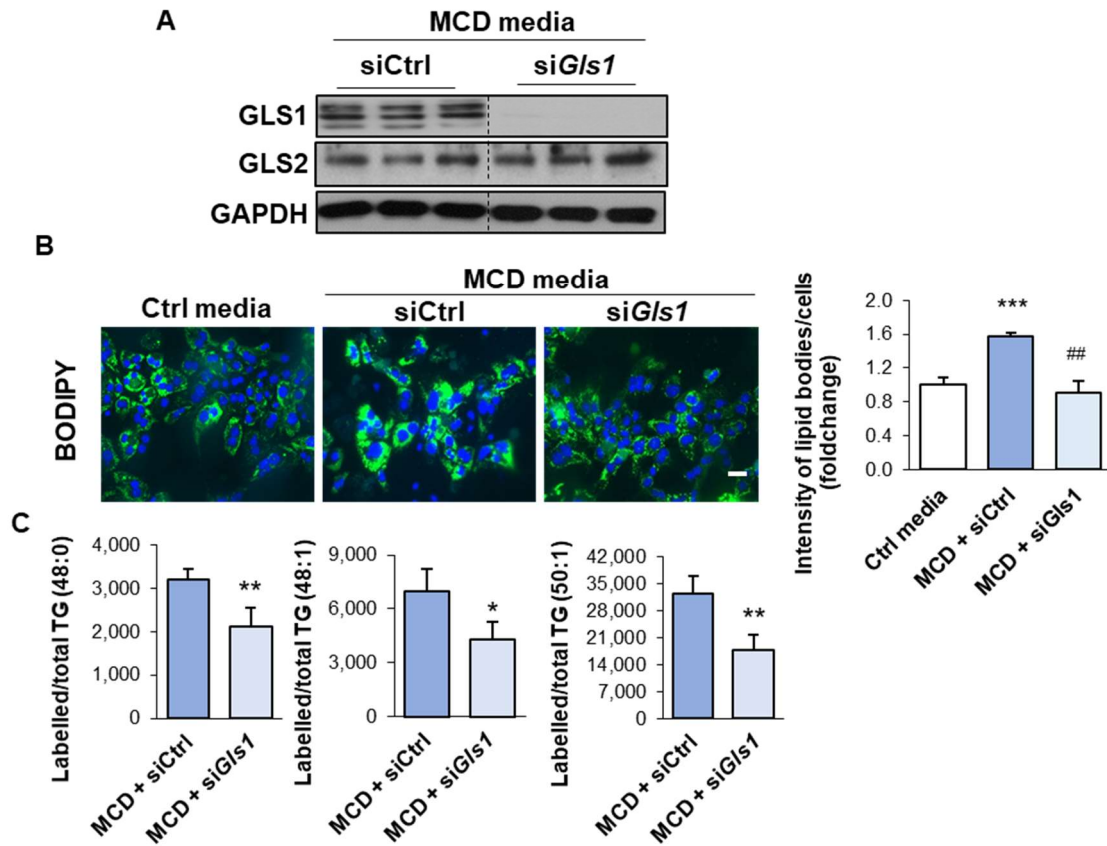 A
MCD media
siCtrl
siGls1
GLS1
GLS2
GAPDH
B
MCD media
Ctrl media
siCtrl
siGls1
BODIPY
Intensity of lipid bodies/cells
(foldchange)
2.0
1.6
1.2
0.8
0.4
0.0
***
##
Ctrl media
MCD + siCtrl
MCD + siGls1
C
Labelled/total TG (48:0)
4,000
3,000
2,000
1,000
0
**
MCD + siCtrl
MCD + siGls1
Labelled/total TG (48:1)
9,000
6,000
3,000
0
*
MCD + siCtrl
MCD + siGls1
Labelled/total TG (50:1)
42,000
35,000
28,000
21,000
14,000
7,000
0
**
MCD + siCtrl
MCD + siGls1